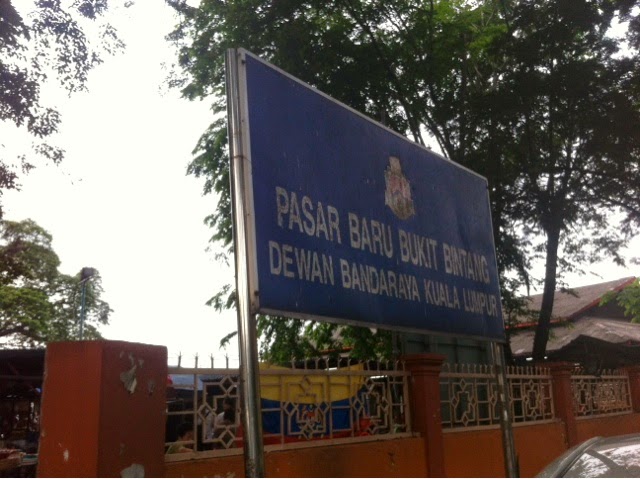 PASAR BARU BUKIT BINTANG
DEWAN BANDARAYA KUALA LUMPUR